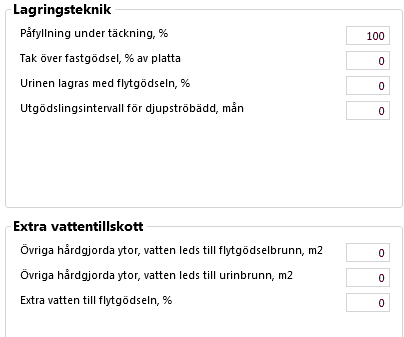 Lagringsteknik
Påfyllning under täckning, % 100
Tak över fastgödsel, % av platta 0
Urinen lagras med flytgödseln, % 0
Utgödslingsintervall för djupströbädd, mån 0
Extra vattentillskott
Övriga hårdgjorda ytor, vatten leds till flytgödselbrunn, m2 0
Övriga hårdgjorda ytor, vatten leds till urinbrunn, m2 0
Extra vatten till flytgödseln, % 0